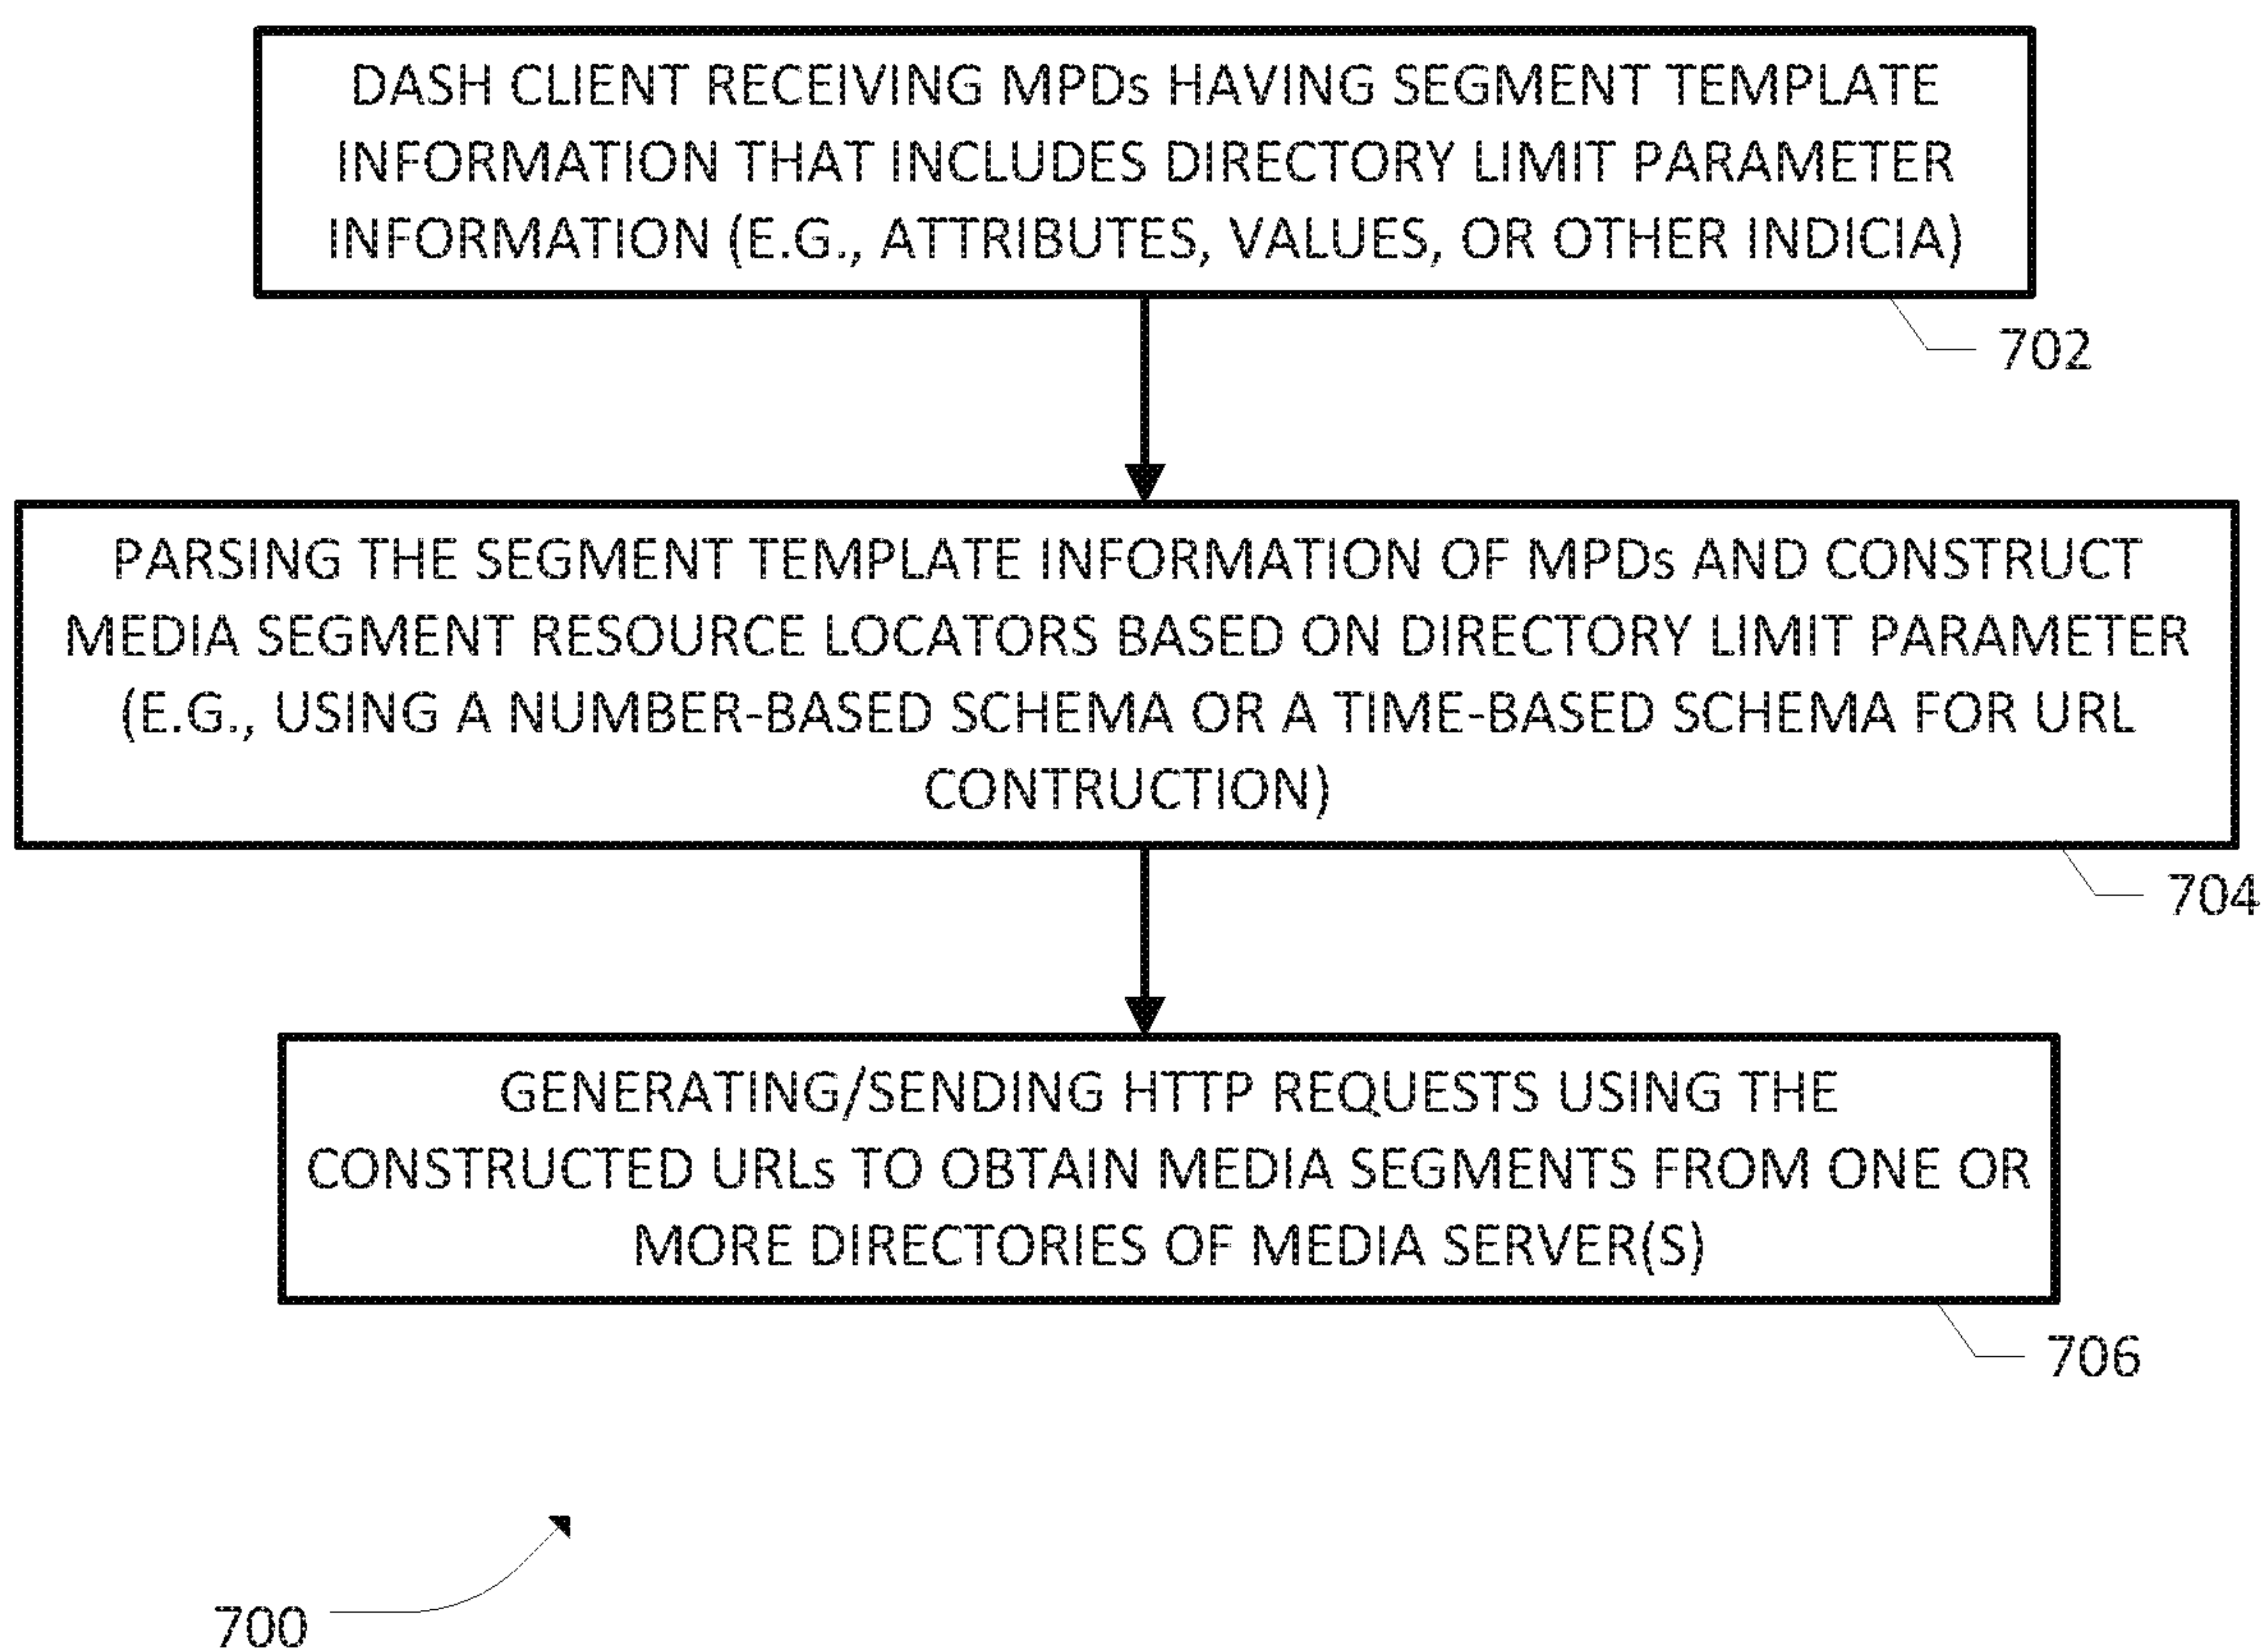 DASH CLIENT RECEIVING MPDs HAVING SEGMENT TEMPLATE
INFORMATION THAT INCLUDES DIRECTORY LIMIT PARAMETER
INFORMATION (E.G., ATTRIBUTES, VALUES, OR OTHER INDICIA)
702
PARSING THE SEGMENT TEMPLATE INFORMATION OF MPDs AND CONSTRUCT
MEDIA SEGMENT RESOURCE LOCATORS BASED ON DIRECTORY LIMIT PARAMETER
(E.G., USING A NUMBER-BASED SCHEMA OR A TIME-BASED SCHEMA FOR URL
CONTRUCTION)
704
GENERATING/SENDING HTTP REQUESTS USING THE
CONSTRUCTED URLs TO OBTAIN MEDIA SEGMENTS FROM ONE OR
MORE DIRECTORIES OF MEDIA SERVER(S)
706
700